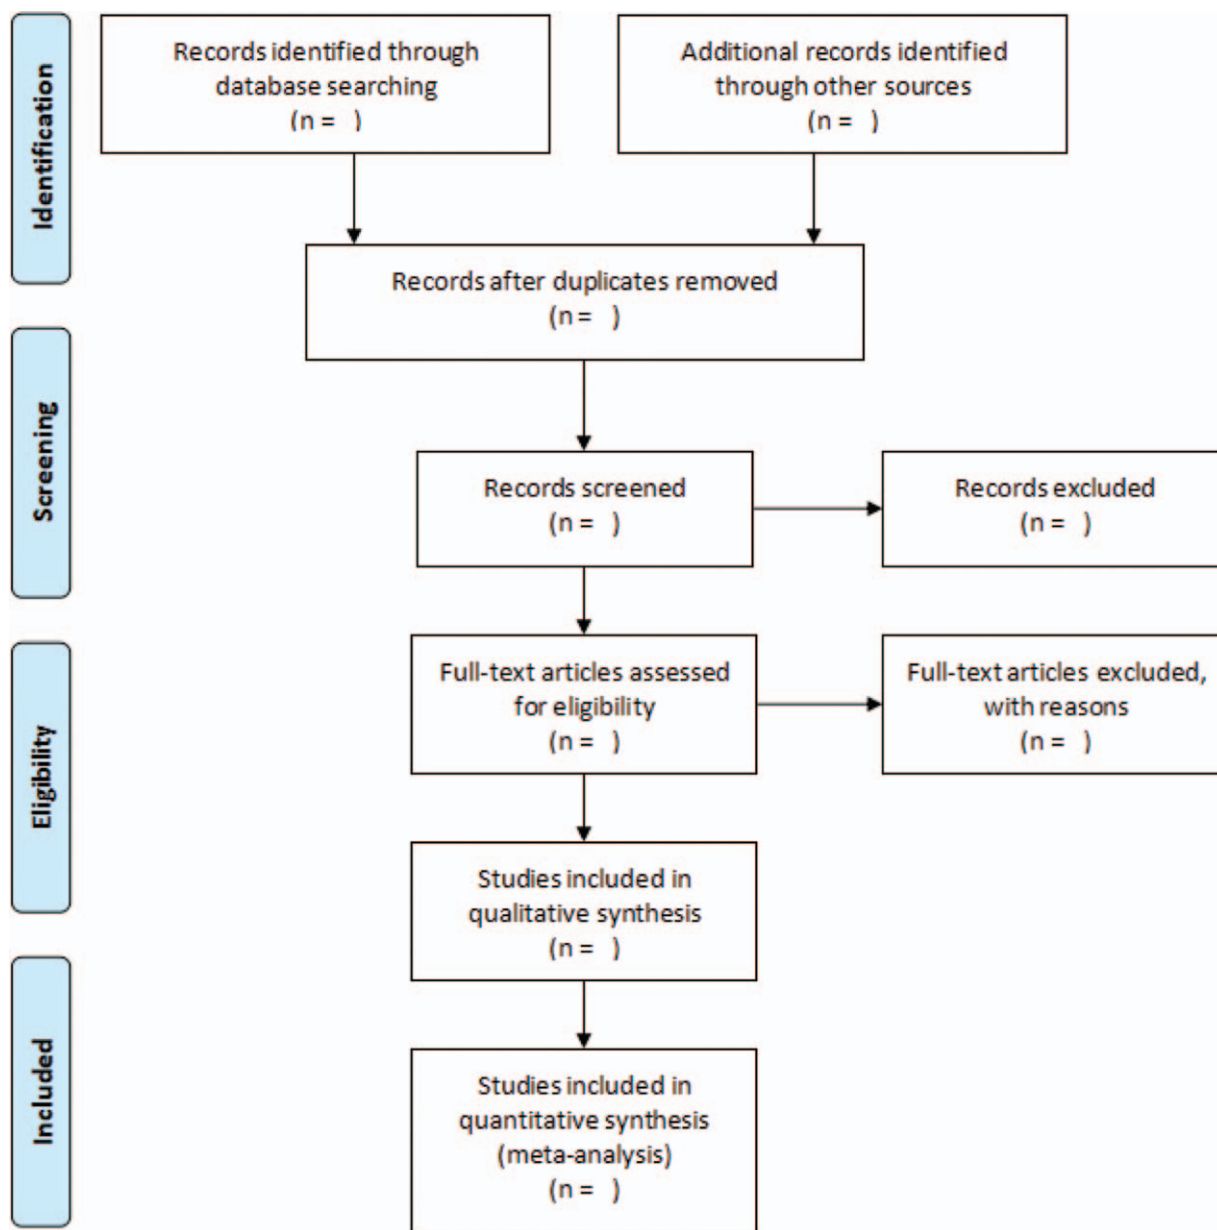 Identification
Records identified through
database searching
(n =   )
Additional records identified
through other sources
(n =   )
Records after duplicates removed
(n =   )
Screening
Records screened
(n =   )
Records excluded
(n =   )
Eligibility
Full-text articles assessed
for eligibility
(n =   )
Full-text articles excluded,
with reasons
(n =   )
Studies included in
qualitative synthesis
(n =   )
Included
Studies included in
quantitative synthesis
(meta-analysis)
(n =   )